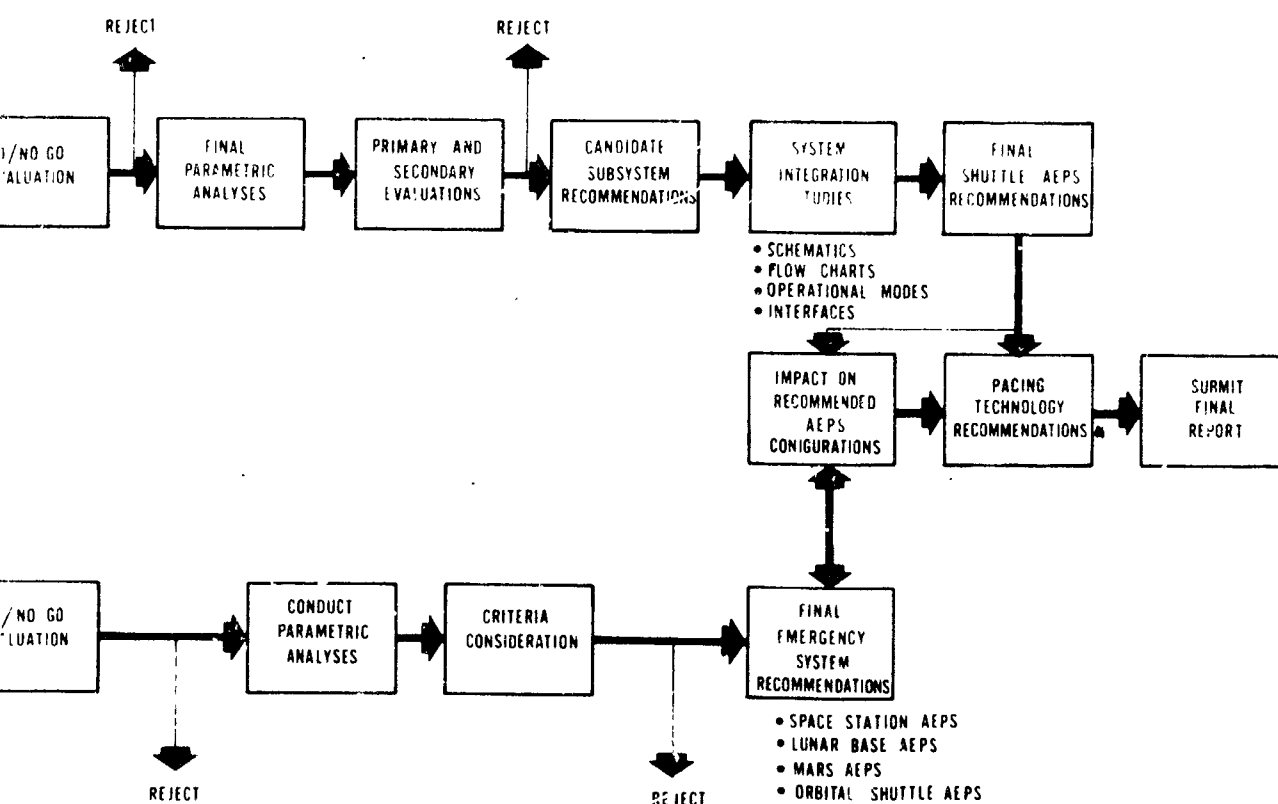 REJECT
REJECT
/NO GO
VALUATION
FINAL
PARAMETRIC
ANALYSES
PRIMARY AND
SECONDARY
EVALUATIONS
CANDIDATE
SUBSYSTEM
RECOMMENDATIONS
SYSTEM
INTEGRATION
TUDIES
FINAL
SHUTTLE AEPS
RECOMMENDATIONS
• SCHEMATICS
• FLOW CHARTS
• OPERATIONAL MODES
• INTERFACES
IMPACT ON
RECOMMENDED
AEPS
CONIGURATIONS
PACING
TECHNOLOGY
RECOMMENDATIONS
SUBMIT
FINAL
REPORT
/NO GO
LUATION
CONDUCT
PARAMETRIC
ANALYSES
CRITERIA
CONSIDERATION
FINAL
EMERGENCY
SYSTEM
RECOMMENDATIONS
• SPACE STATION AEPS
• LUNAR BASE AEPS
• MARS AEPS
• ORBITAL SHUTTLE AEPS
REJECT
REJECT